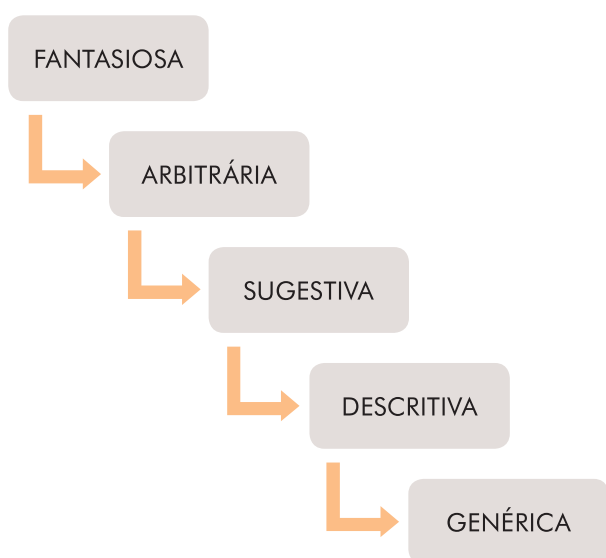 FANTASIOSA
ARBITRÁRIA
SUGESTIVA
DESCRITIVA
GENÉRICA